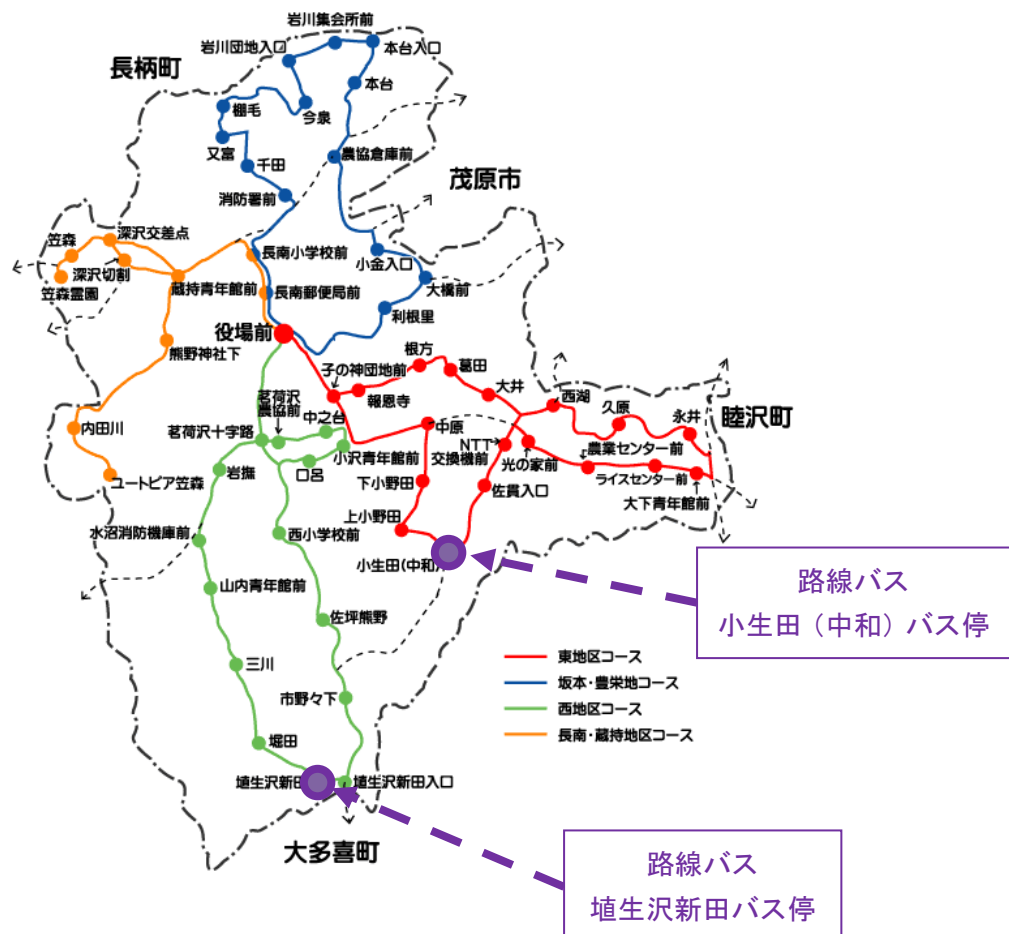 岩川集会所前
岩川団地入口
本台入口
長柄町
本台
棚毛
今泉
農協倉庫前
又富
千田
茂原市
消防署前
笠森
深沢交差点
長南小学校前
小金入口
深沢切割
笠森霊園
蔵持青年館前
長南郵便局前
大橋前
利根里
役場前
熊野神社下
子の神団地前
根方
葛田
報恩寺
大井
西湖
久原
永井
睦沢町
茗荷沢
農協前
中之台
中原
内田川
茗荷沢十字路
小沢青年館前
NTT
交換機前
光の家前
農業センター前
口呂
岩撫
ユートピア笠森
下小野田
佐貫入口
ライスセンター前
大下青年館前
水沼消防機庫前
西小学校前
上小野田
小生田(中和)
路線バス
小生田（中和）バス停
山内青年館前
佐坪熊野
三川
市野々下
東地区コース
坂本・豊栄地コース
西地区コース
長南・蔵持地区コース
堀田
埴生沢新田
埴生沢新田入口
大多喜町
路線バス
埴生沢新田バス停